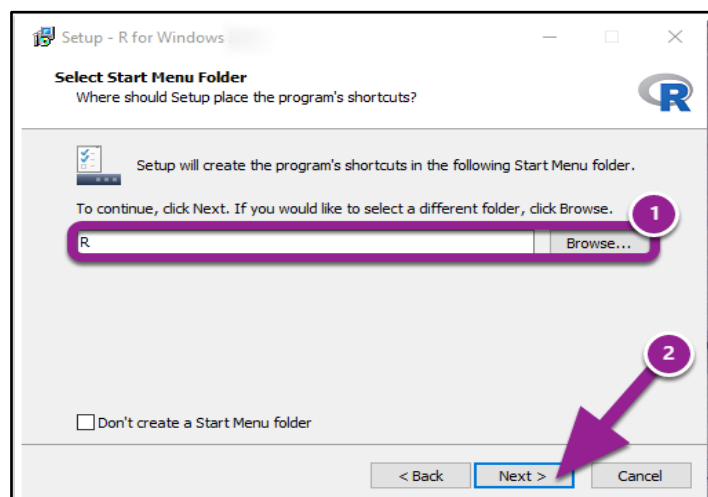 Setup - R for Windows
Select Start Menu Folder
Where should Setup place the program's shortcuts?
R
Setup will create the program's shortcuts in the following Start Menu folder.
To continue, click Next. If you would like to select a different folder, click Browse.
1
R
Browse...
2
Don't create a Start Menu folder
< Back
Next >
Cancel